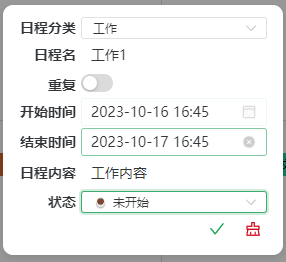 日程分类 工作
日程名 工作1
重复
开始时间 2023-10-16 16:45
结束时间 2023-10-17 16:45
日程内容 工作内容
状态 未开始